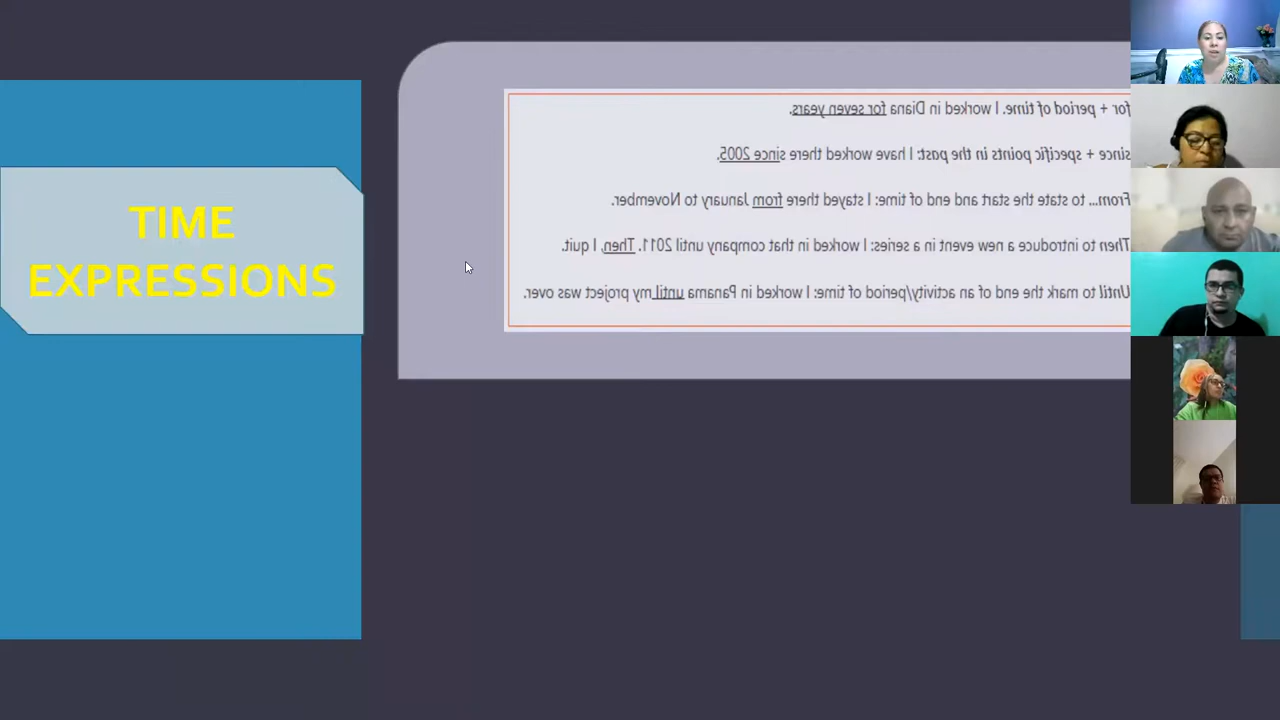 TIME
EXPRESSIONS
for + period of time. I worked in Diana for seven years.
since + specific points in the past: I have worked there since 2005.
From... to state the start and end of time: I stayed there from January to November.
Then to introduce a new event in a series: I worked in that company until 2011. Then, I quit.
Until to mark the end of an activity/period of time: I worked in Panama until my project was over.